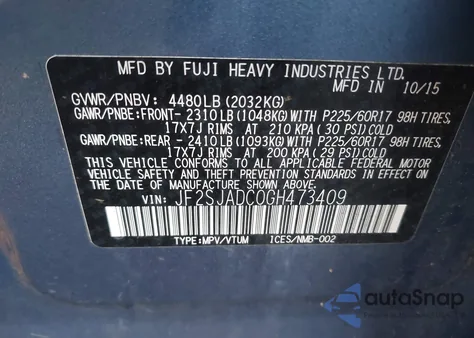 MFD BY FUJI HEAVY INDUSTRIES LTD.
10/15
GVWR/PNBV: 4480LB(2032KG)
GAWR/PNBE:FRONT- 2310LB(1048KG)WITH P225/60R17 98H TIRES,
17X7J RIMS AT 210 KPA(30 PSI)COLD
GAWR/PNBE:REAR - 2410LB(1093KG)WITH P225/60R17 98H TIRES,
17X7J RIMS AT 200 KPA(29 PSI)COLD
THIS VEHICLE CONFORMS TO ALL APPLICABLE FEDERAL MOTOR
VEHICLE SAFETY AND THEFT PREVENTION STANDARDS IN EFFECT ON
THE DATE OF MANUFACTURE SHOWN ABOVE.
VIN: JF2SJADC0GH473409
TYPE:MPV/VTUM ICES/NMB-002
autoSnap
Powered by CarsFromWest